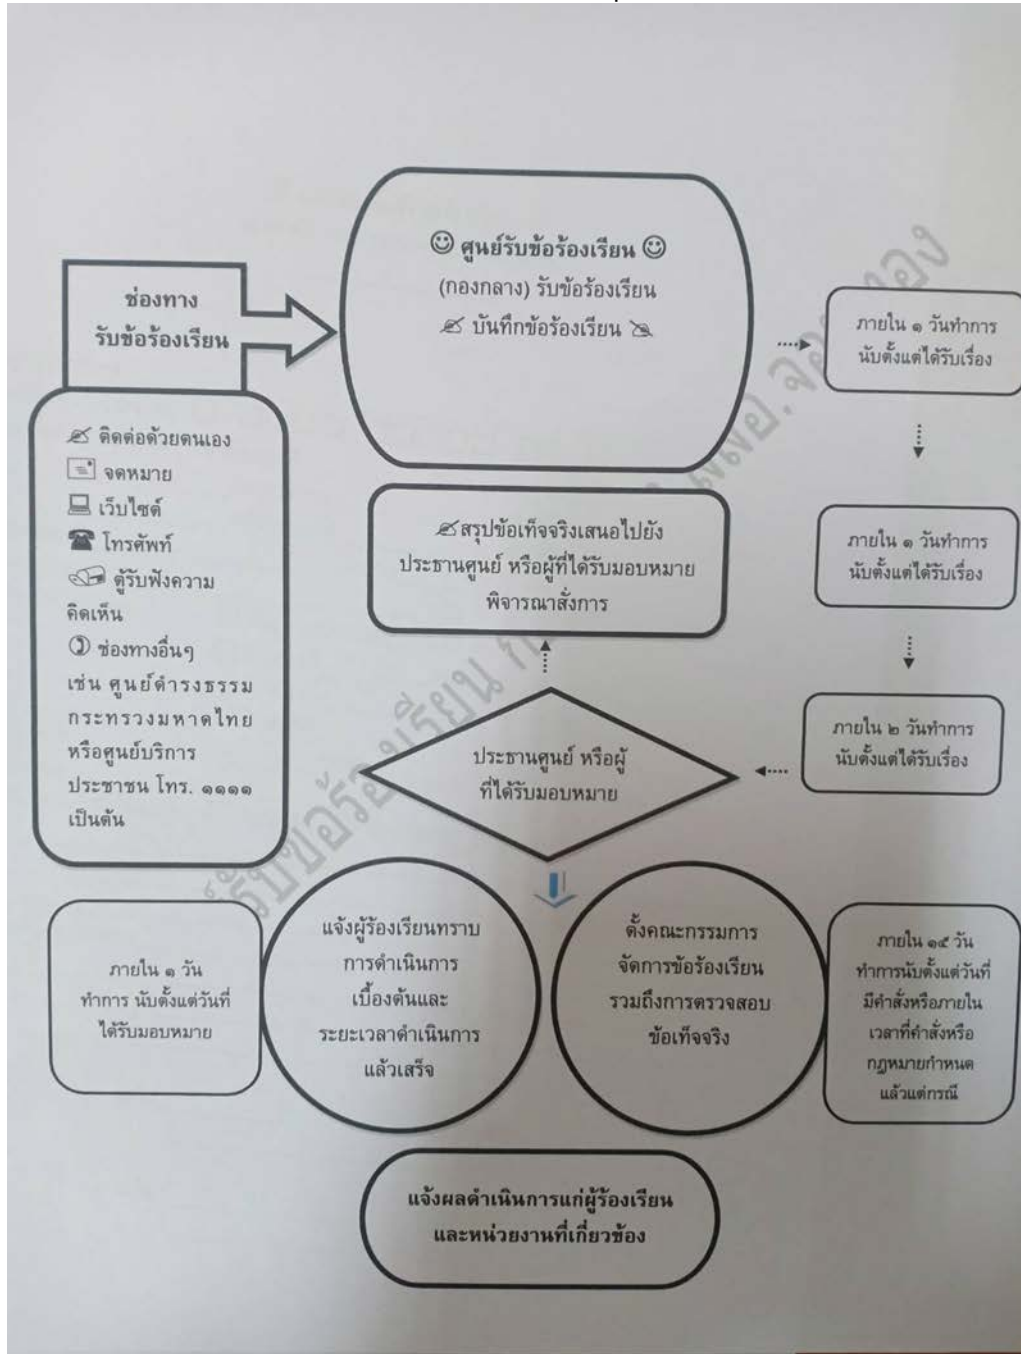 ช่องทาง
รับข้อร้องเรียน
ติดต่อด้วยตนเอง
จดหมาย
เว็บไซต์
โทรศัพท์
ตู้รับฟังความ
คิดเห็น
ช่องทางอื่นๆ
เช่น ศูนย์ดำรงธรรม
กระทรวงมหาดไทย
หรือศูนย์บริการ
ประชาชน โทร. ๑๑๑๑
เป็นต้น
ศูนย์รับข้อร้องเรียน
(กองกลาง) รับข้อร้องเรียน
บันทึกข้อร้องเรียน
ภายใน ๑ วันทำการ
นับตั้งแต่ได้รับเรื่อง
สรุปข้อเท็จจริงเสนอไปยัง
ประธานศูนย์ หรือผู้ที่ได้รับมอบหมาย
พิจารณาสั่งการ
ภายใน ๑ วันทำการ
นับตั้งแต่ได้รับเรื่อง
ประธานศูนย์ หรือผู้
ที่ได้รับมอบหมาย
ภายใน ๒ วันทำการ
นับตั้งแต่ได้รับเรื่อง
ภายใน ๑ วัน
ทำการ นับตั้งแต่วันที่
ได้รับมอบหมาย
แจ้งผู้ร้องเรียนทราบ
การดำเนินการ
เบื้องต้นและ
ระยะเวลาดำเนินการ
แล้วเสร็จ
ตั้งคณะกรรมการ
จัดการข้อร้องเรียน
รวมถึงการตรวจสอบ
ข้อเท็จจริง
ภายใน ๑๕ วัน
ทำการนับตั้งแต่วันที่
มีคำสั่งหรือภายใน
เวลาที่คำสั่งหรือ
กฎหมายกำหนด
แล้วแต่กรณี
แจ้งผลดำเนินการแก่ผู้ร้องเรียน
และหน่วยงานที่เกี่ยวข้อง